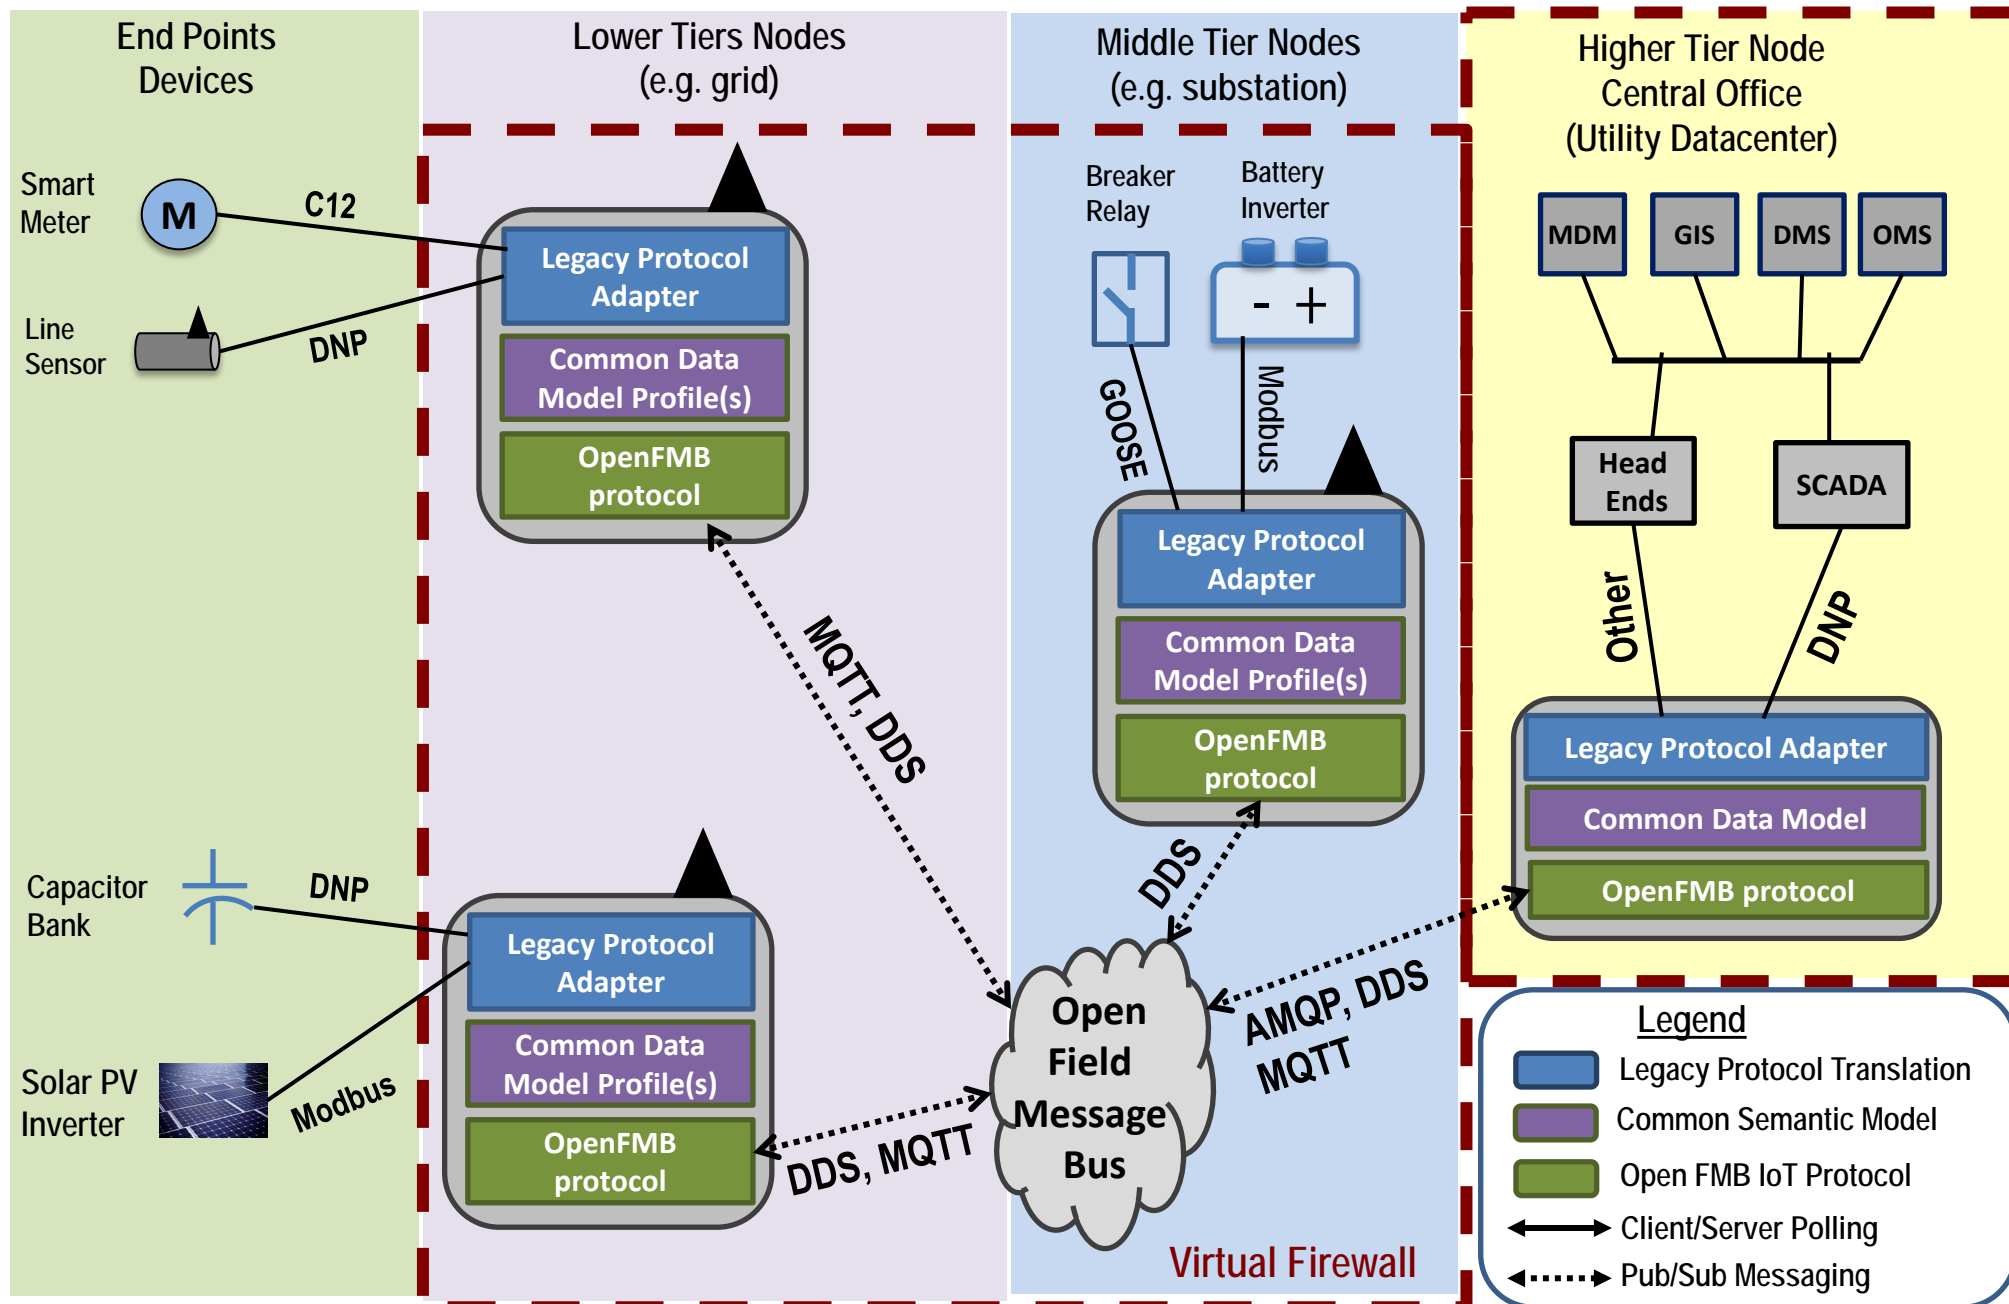 End Points
Devices
Lower Tiers Nodes
(e.g. grid)
Middle Tier Nodes
(e.g. substation)
Higher Tier Node
Central Office
(Utility Datacenter)
Smart
Meter
M
C12
Line
Sensor
DNP
Legacy Protocol
Adapter
Common Data
Model Profile(s)
OpenFMB
protocol
MQTT, DDS
Capacitor
Bank
DNP
Solar PV
Inverter
Modbus
Legacy Protocol
Adapter
Common Data
Model Profile(s)
OpenFMB
protocol
DDS, MQTT
Breaker
Relay
Battery
Inverter
- +
GOOSE
Modbus
Legacy Protocol
Adapter
Common Data
Model Profile(s)
OpenFMB
protocol
DDS
Open
Field
Message
Bus
AMQP, DDS
MQTT
Virtual Firewall
MDM
GIS
DMS
OMS
Head
Ends
SCADA
Other
DNP
Legacy Protocol Adapter
Common Data Model
OpenFMB protocol
Legend
Legacy Protocol Translation
Common Semantic Model
Open FMB IoT Protocol
Client/Server Polling
Pub/Sub Messaging